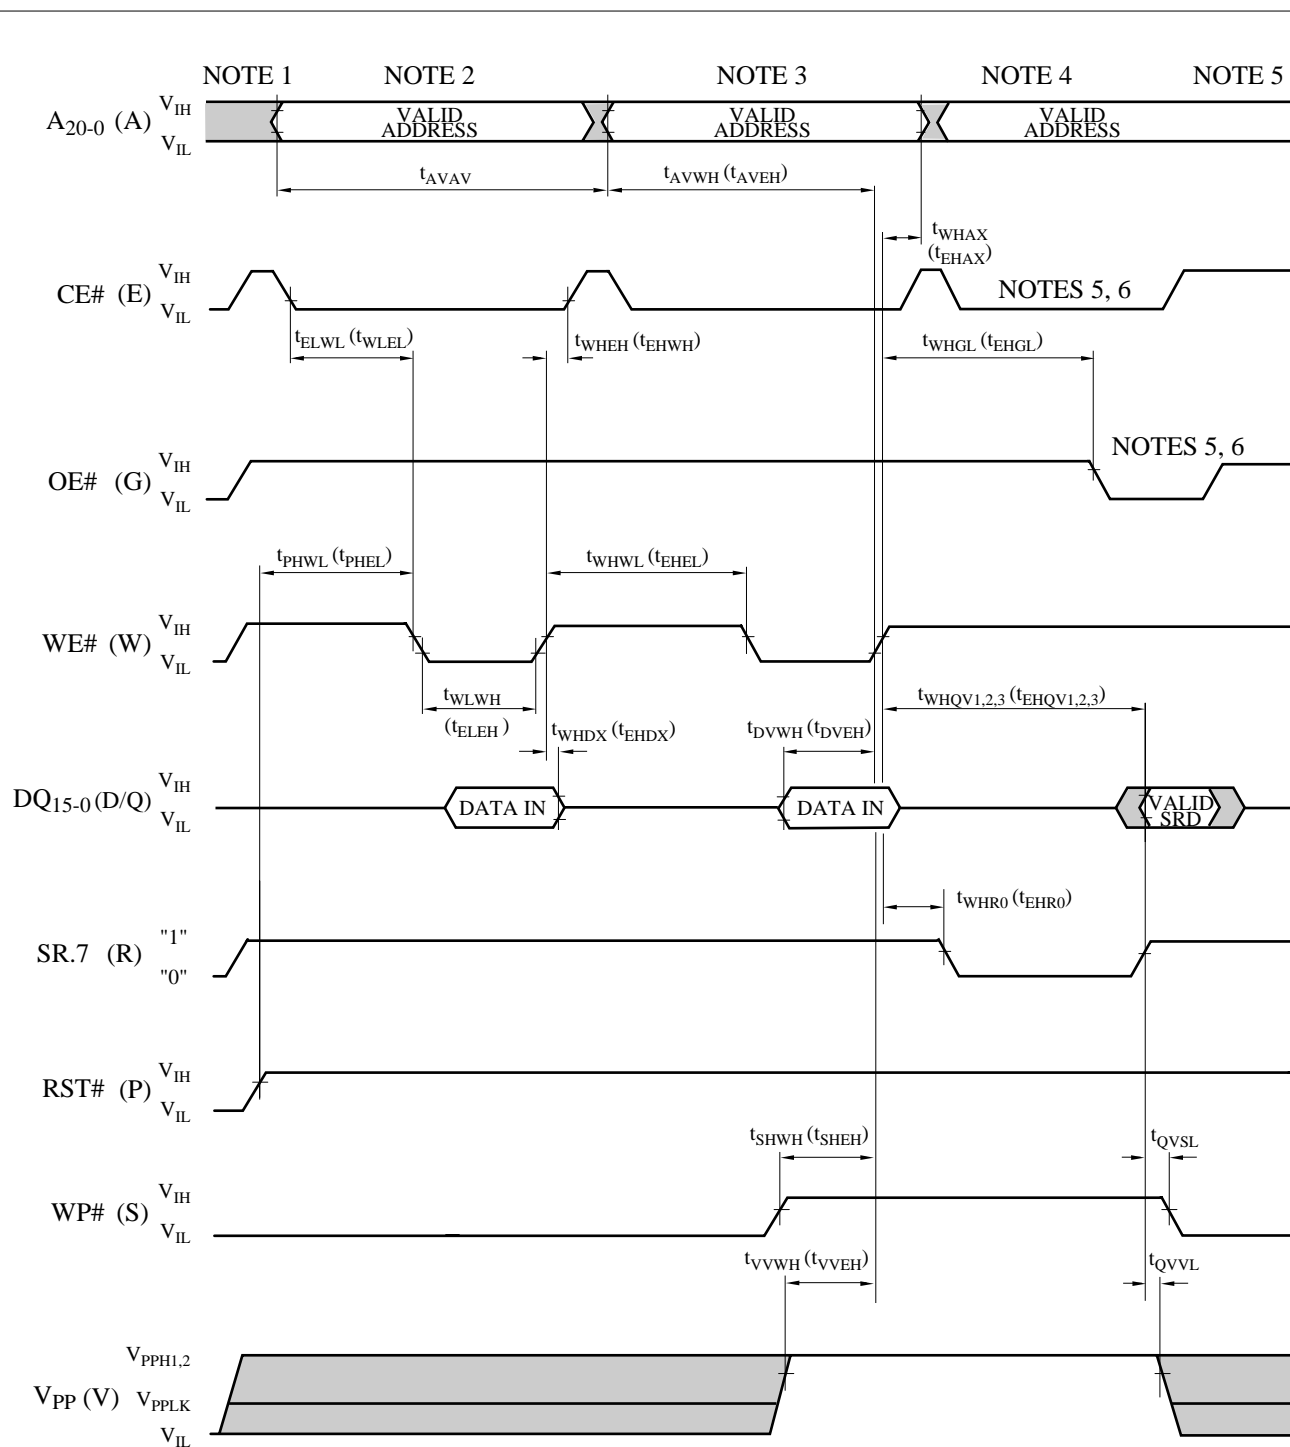 NOTE 1 NOTE 2 NOTE 3 NOTE 4 NOTE 5
A20-0 (A) VIH VALID ADDRESS VALID ADDRESS VALID ADDRESS
VIL
tAVAV tAVWH (tAVEH)
tWHAX
(tEHAX)
CE# (E) VIH NOTES 5, 6
VIL
tELWL (tWLEL) tWHEH (tEHWH) tWHGL (tEHGL)
OE# (G) VIH NOTES 5, 6
VIL
tPHWL (tPHEL) tWHWL (tEHEL)
WE# (W) VIH
VIL
tWLWH tWHQV1,2,3 (tEHQV1,2,3)
(tELEH ) tWHDX (tEHDX) tDVWH (tDVEH)
DQ15-0 (D/Q) VIH DATA IN DATA IN VALID SRD
VIL
tWHR0 (tEHR0)
SR.7 (R) "1"
"0"
RST# (P) VIH
VIL
tSHWH (tSHEH) tQVSL
WP# (S) VIH
VIL
tVVWH (tVVEH) tQVVL
VPPH1,2
VPP (V) VPPLK
VIL